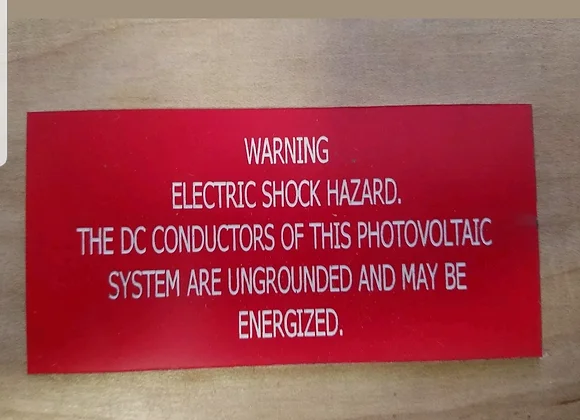 WARNING
ELECTRIC SHOCK HAZARD.
THE DC CONDUCTORS OF THIS PHOTOVOLTAIC
SYSTEM ARE UNGROUNDED AND MAY BE
ENERGIZED.